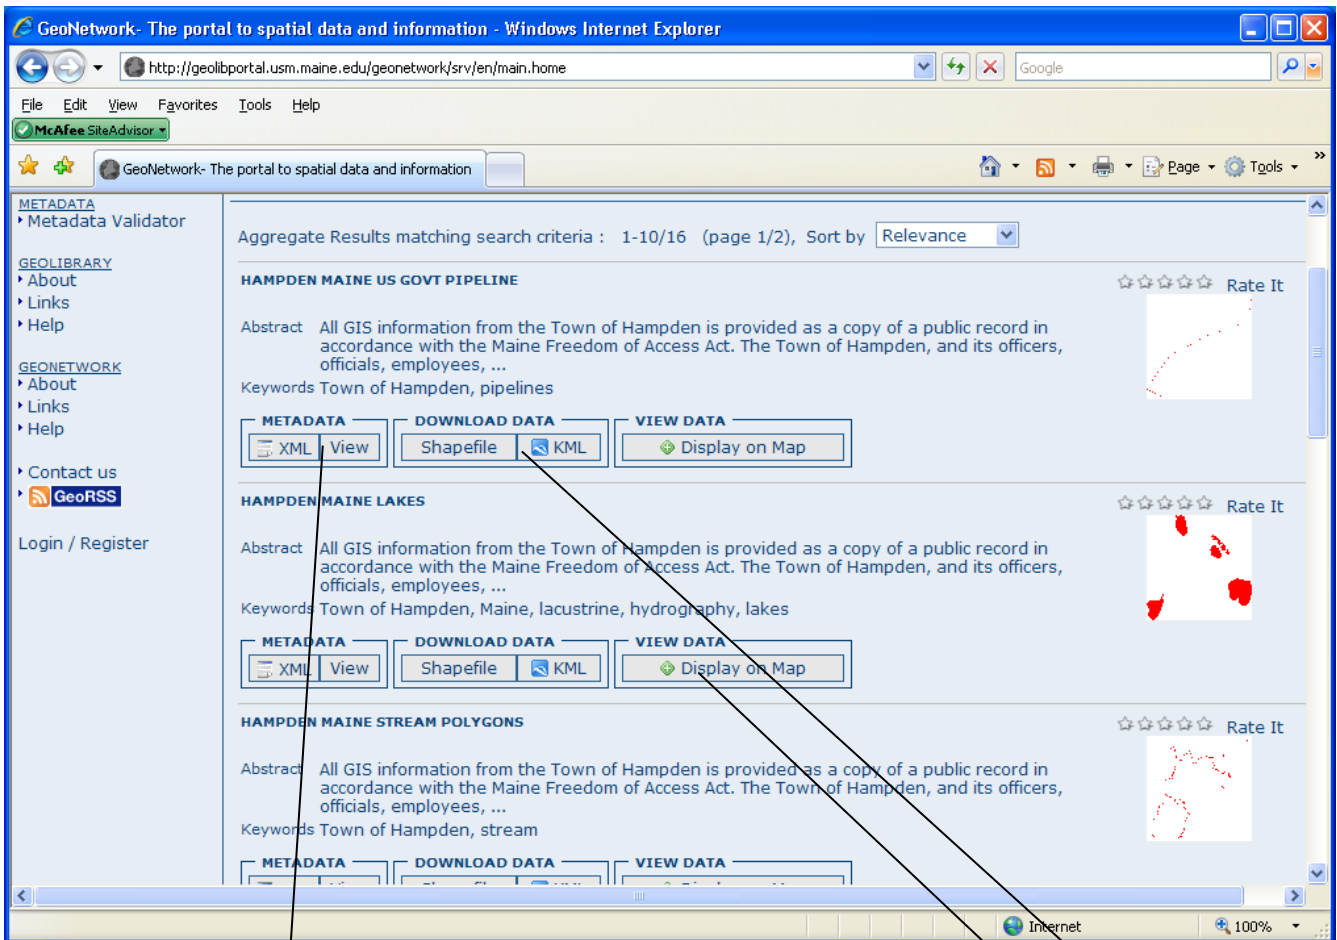 GeoNetwork- The portal to spatial data and information - Windows Internet Explorer
http://geolibportal.usm.maine.edu/geonetwork/srv/en/main.home
Google
File Edit View Favorites Tools Help
McAfee SiteAdvisor
GeoNetwork- The portal to spatial data and information
Page Tools »
METADATA
Metadata Validator
GEOLIBRARY
About
Links
Help
GEONETWORK
About
Links
Help
Contact us
GeoRSS
Login / Register
Aggregate Results matching search criteria : 1-10/16 (page 1/2), Sort by Relevance
HAMPDEN MAINE US GOVT PIPELINE
Rate It
Abstract All GIS information from the Town of Hampden is provided as a copy of a public record in
accordance with the Maine Freedom of Access Act. The Town of Hampden, and its officers,
officials, employees, ...
Keywords Town of Hampden, pipelines
METADATA DOWNLOAD DATA VIEW DATA
XML View Shapefile KML Display on Map
HAMPDEN MAINE LAKES
Rate It
Abstract All GIS information from the Town of Hampden is provided as a copy of a public record in
accordance with the Maine Freedom of Access Act. The Town of Hampden, and its officers,
officials, employees, ...
Keywords Town of Hampden, Maine, lacustrine, hydrography, lakes
METADATA DOWNLOAD DATA VIEW DATA
XML View Shapefile KML Display on Map
HAMPDEN MAINE STREAM POLYGONS
Rate It
Abstract All GIS information from the Town of Hampden is provided as a copy of a public record in
accordance with the Maine Freedom of Access Act. The Town of Hampden, and its officers,
officials, employees, ...
Keywords Town of Hampden, stream
METADATA DOWNLOAD DATA VIEW DATA
Internet 100%